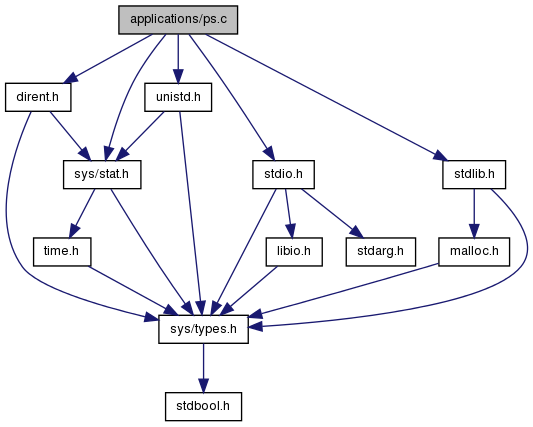 applications/ps.c
dirent.h
unistd.h
sys/stat.h
stdio.h
stdlib.h
time.h
libio.h
stdarg.h
malloc.h
sys/types.h
stdbool.h